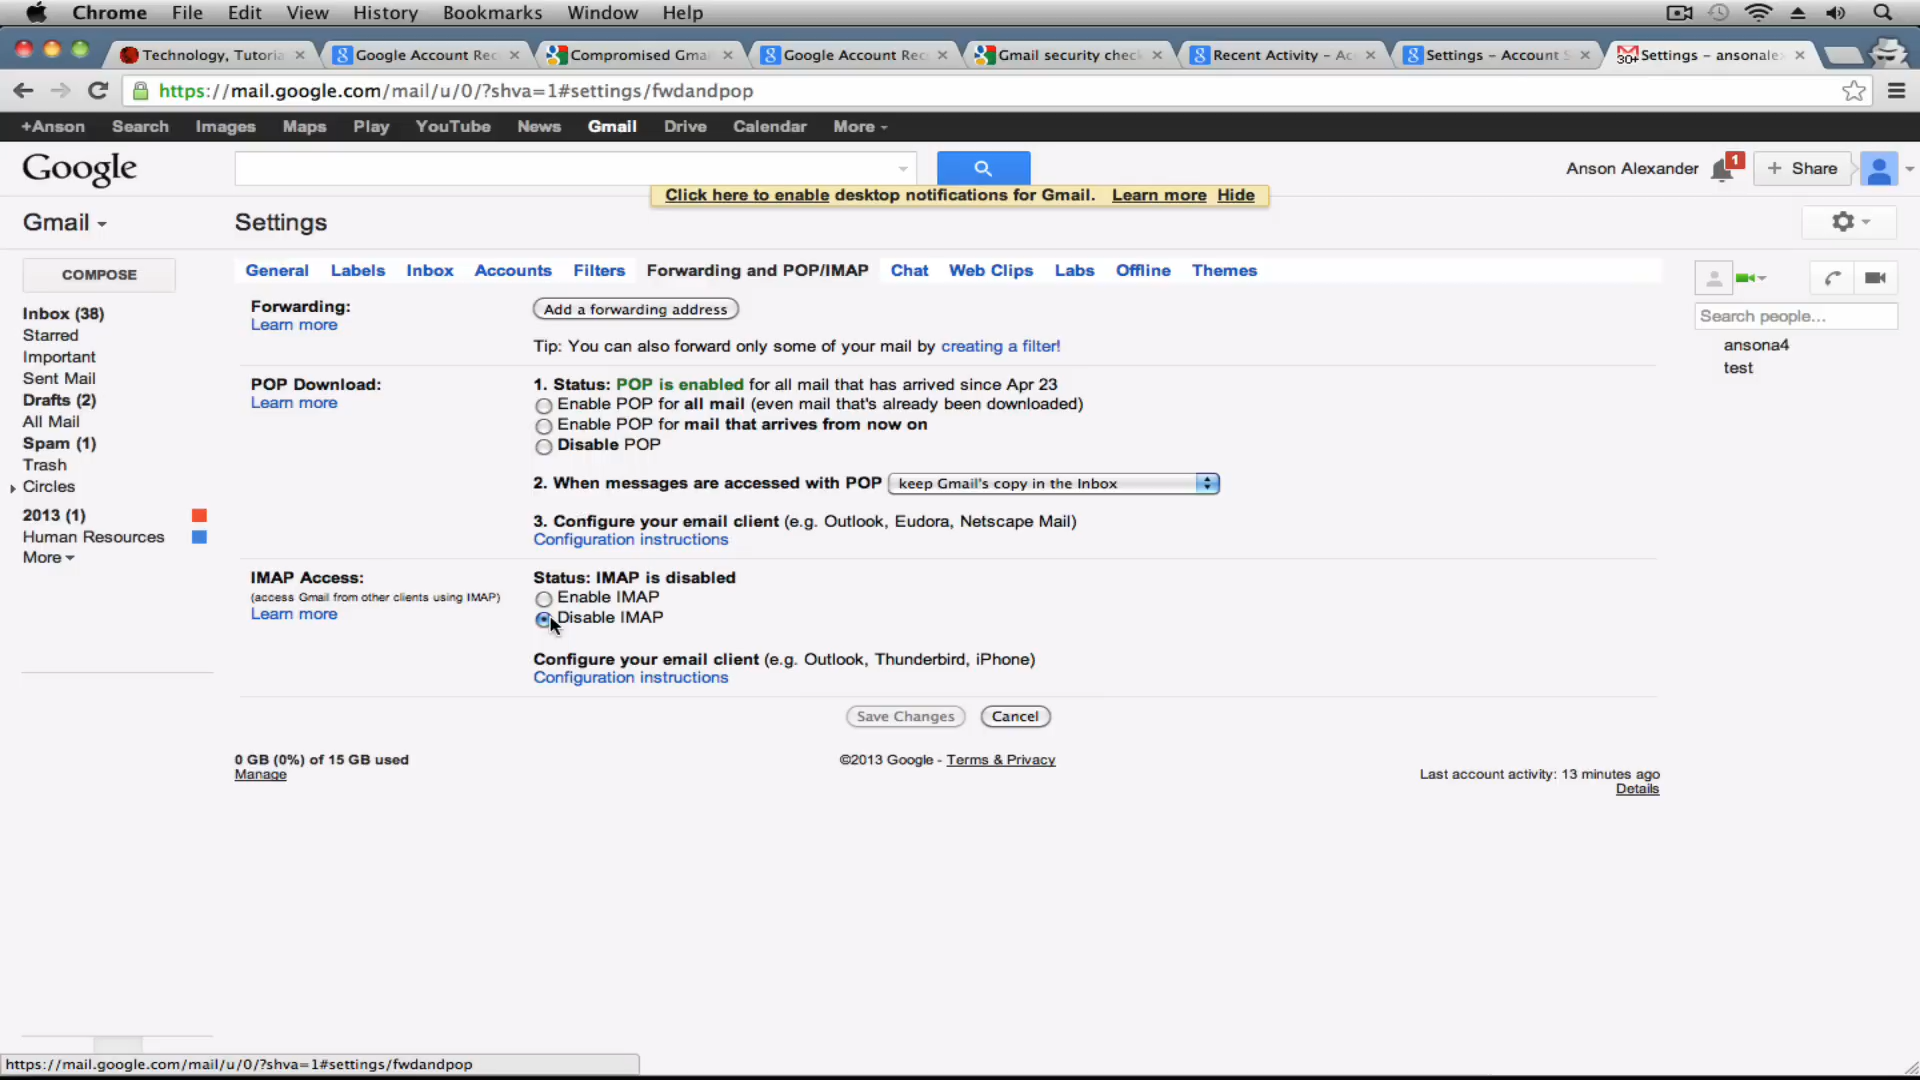 Chrome File Edit View History Bookmarks Window Help
Technology, Tutoria Google Account Rec Compromised Gma Google Account Rec Gmail security chec Recent Activity – Ac Settings – Account S Settings – ansonale
https://mail.google.com/mail/u/0/?shva=1#settings/fwdandpop
+Anson Search Images Maps Play YouTube News Gmail Drive Calendar More
Google Anson Alexander 1 + Share
Click here to enable desktop notifications for Gmail. Learn more Hide
Gmail Settings
COMPOSE General Labels Inbox Accounts Filters Forwarding and POP/IMAP Chat Web Clips Labs Offline Themes
Inbox (38)
Starred
Important
Sent Mail
Drafts (2)
All Mail
Spam (1)
Trash
Circles
2013 (1)
Human Resources
More
Forwarding:
Learn more
Add a forwarding address
Tip: You can also forward only some of your mail by creating a filter!
POP Download:
Learn more
1. Status: POP is enabled for all mail that has arrived since Apr 23
Enable POP for all mail (even mail that's already been downloaded)
Enable POP for mail that arrives from now on
Disable POP
2. When messages are accessed with POP keep Gmail's copy in the Inbox
3. Configure your email client (e.g. Outlook, Eudora, Netscape Mail)
Configuration instructions
IMAP Access:
(access Gmail from other clients using IMAP)
Learn more
Status: IMAP is disabled
Enable IMAP
Disable IMAP
Configure your email client (e.g. Outlook, Thunderbird, iPhone)
Configuration instructions
Save Changes Cancel
Search people...
ansona4
test
0 GB (0%) of 15 GB used
Manage
©2013 Google - Terms & Privacy
Last account activity: 13 minutes ago
Details
https://mail.google.com/mail/u/0/?shva=1#settings/fwdandpop